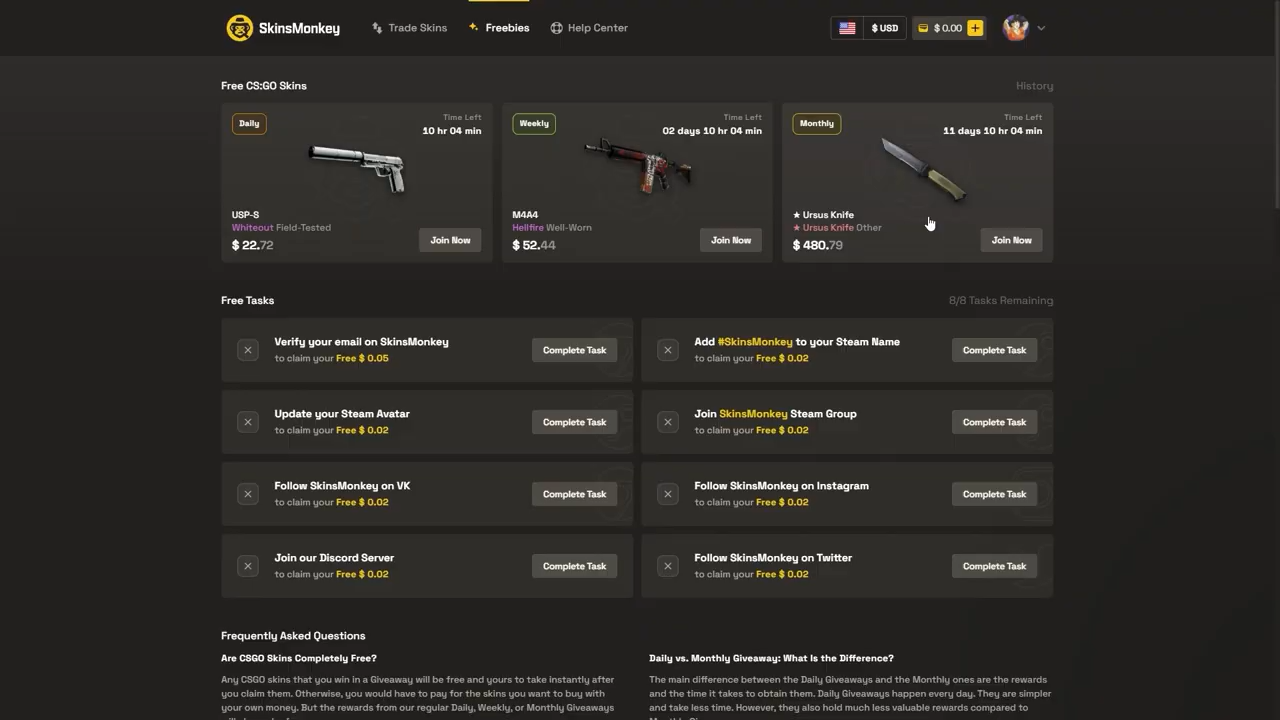 SkinsMonkey
Trade Skins
Freebies
Help Center
$ USD
$ 0.00
Free CS:GO Skins
History
Daily
Time Left
10 hr 04 min
USP-S
Whiteout Field-Tested
$ 22.72
Join Now
Weekly
Time Left
02 days 10 hr 04 min
M4A4
Hellfire Well-Worn
$ 52.44
Join Now
Monthly
Time Left
11 days 10 hr 04 min
★ Ursus Knife
★ Ursus Knife Other
$ 480.79
Join Now
Free Tasks
8/8 Tasks Remaining
Verify your email on SkinsMonkey
to claim your Free $ 0.05
Complete Task
Add #SkinsMonkey to your Steam Name
to claim your Free $ 0.02
Complete Task
Update your Steam Avatar
to claim your Free $ 0.02
Complete Task
Join SkinsMonkey Steam Group
to claim your Free $ 0.02
Complete Task
Follow SkinsMonkey on VK
to claim your Free $ 0.02
Complete Task
Follow SkinsMonkey on Instagram
to claim your Free $ 0.02
Complete Task
Join our Discord Server
to claim your Free $ 0.02
Complete Task
Follow SkinsMonkey on Twitter
to claim your Free $ 0.02
Complete Task
Frequently Asked Questions
Are CSGO Skins Completely Free?
Any CSGO skins that you win in a Giveaway will be free and yours to take instantly after
you claim them. Otherwise, you would have to pay for the skins you want to buy with
your own money. But the rewards from our regular Daily, Weekly, or Monthly Giveaways
Daily vs. Monthly Giveaway: What Is the Difference?
The main difference between the Daily Giveaways and the Monthly ones are the rewards
and the time it takes to obtain them. Daily Giveaways happen every day. They are simpler
and take less time. However, they also hold much less valuable rewards compared to